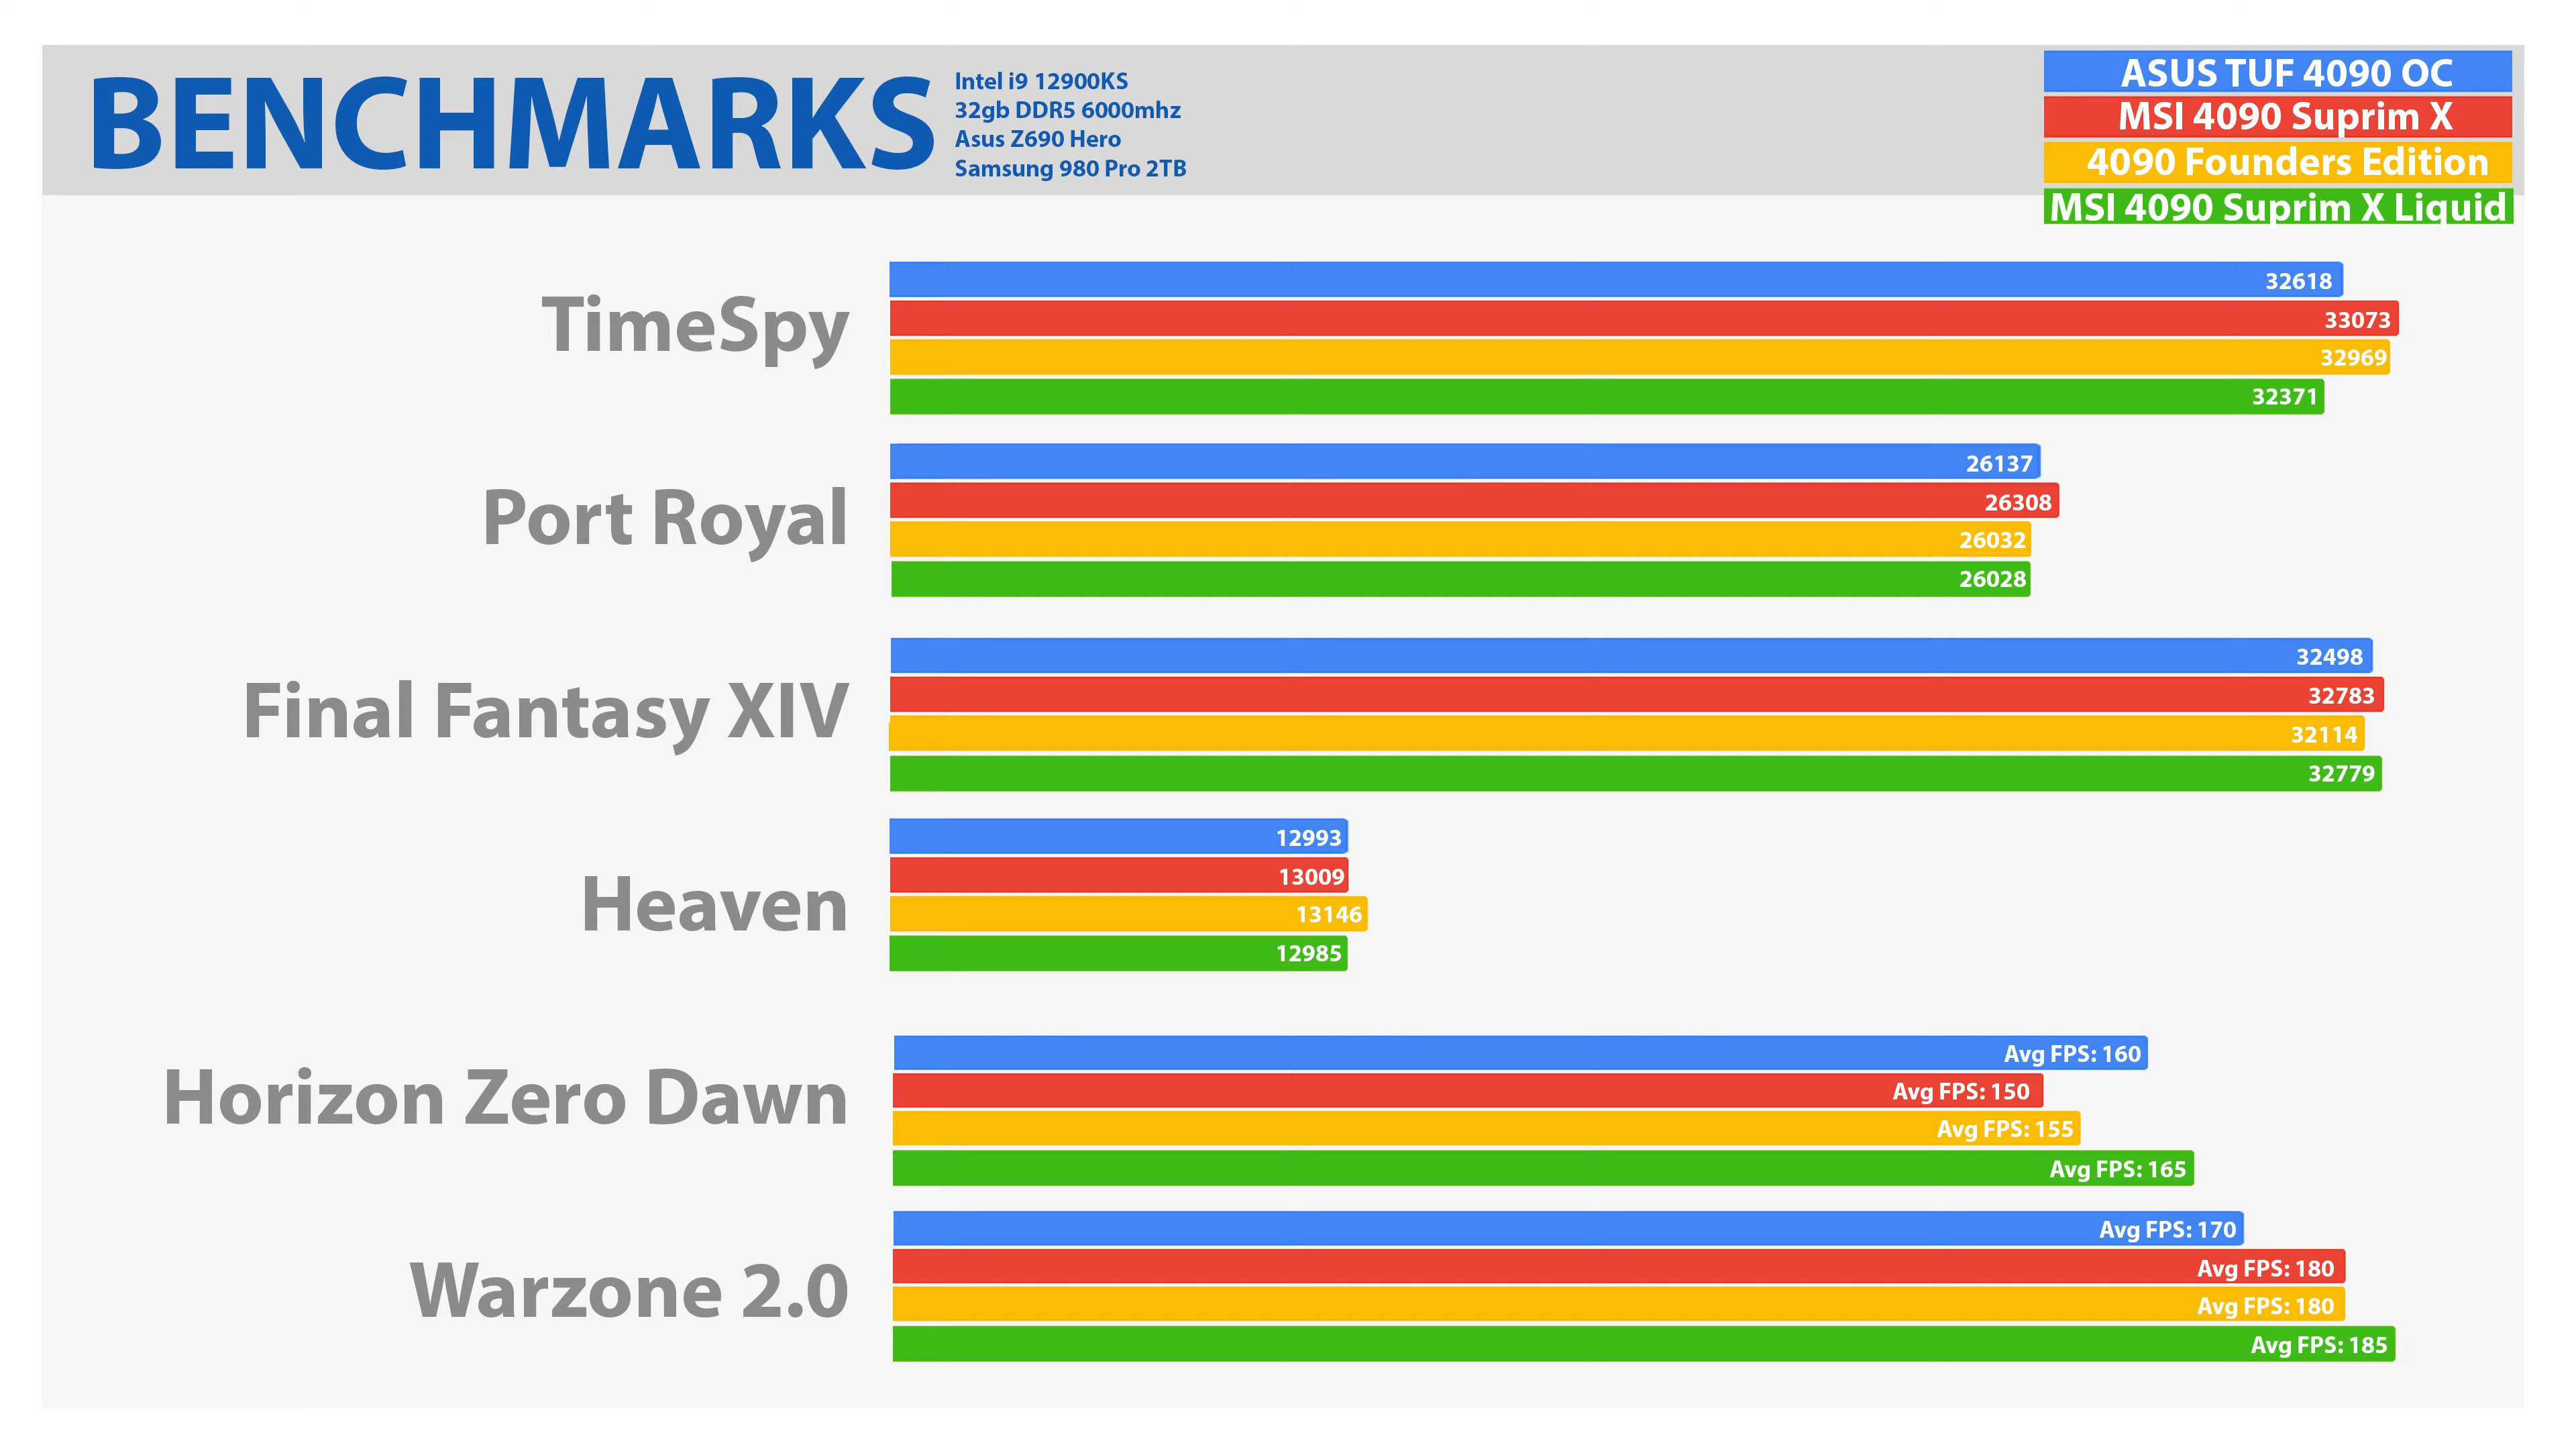 BENCHMARKS
Intel i9 12900KS
32gb DDR5 6000mhz
Asus Z690 Hero
Samsung 980 Pro 2TB
ASUS TUF 4090 OC
MSI 4090 Suprim X
4090 Founders Edition
MSI 4090 Suprim X Liquid
TimeSpy
32618
33073
32969
32371
Port Royal
26137
26308
26032
26028
Final Fantasy XIV
32498
32783
32114
32779
Heaven
12993
13009
13146
12985
Horizon Zero Dawn
Avg FPS: 160
Avg FPS: 150
Avg FPS: 155
Avg FPS: 165
Warzone 2.0
Avg FPS: 170
Avg FPS: 180
Avg FPS: 180
Avg FPS: 185